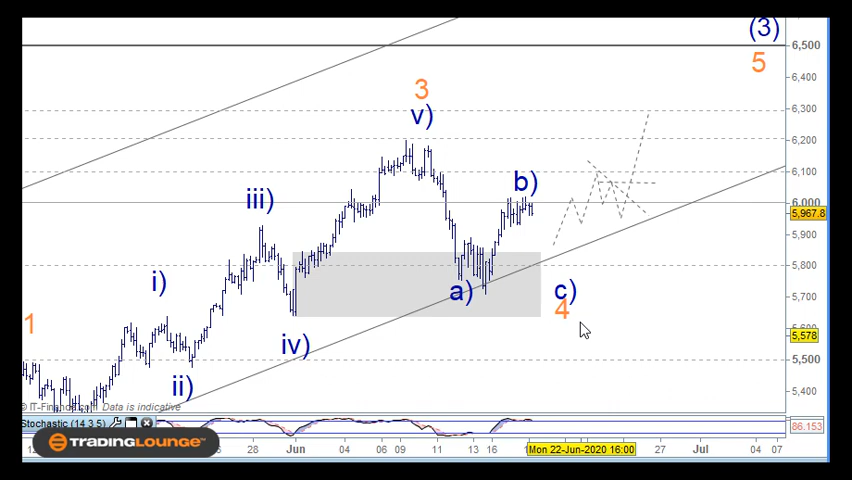 (3)
6,500
5
6,400
3
6,300
v)
6,200
6,100
b)
iii)
6,000
5,967.8
5,900
i)
5,800
a)
c)
4
5,700
1
5,600
iv)
5,578
5,500
ii)
5,400
© IT-Finance.com Data is indicative
Stochastic (14,3,5)
86.153
TRADINGLOUNGE™
28 Jun 04 08 09 11 13 16 Mon 22-Jun-2020 16:00 27 Jul 04 07